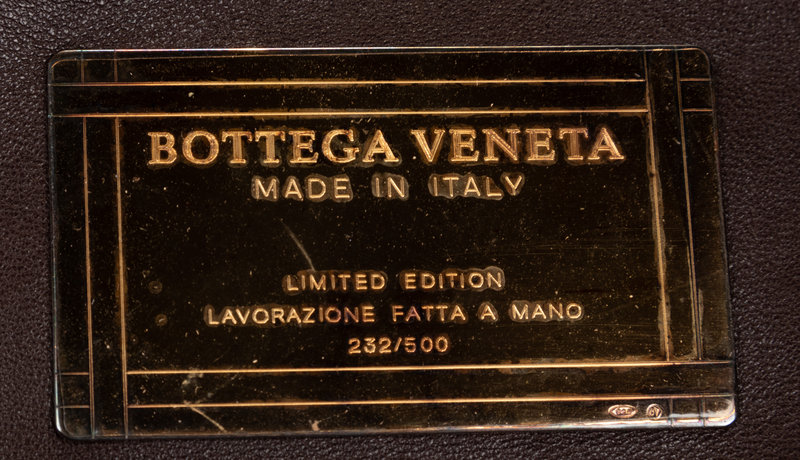 BOTTEGA VENETA
MADE IN ITALY
LIMITED EDITION
LAVORAZIONE FATTA A MANO
232/500